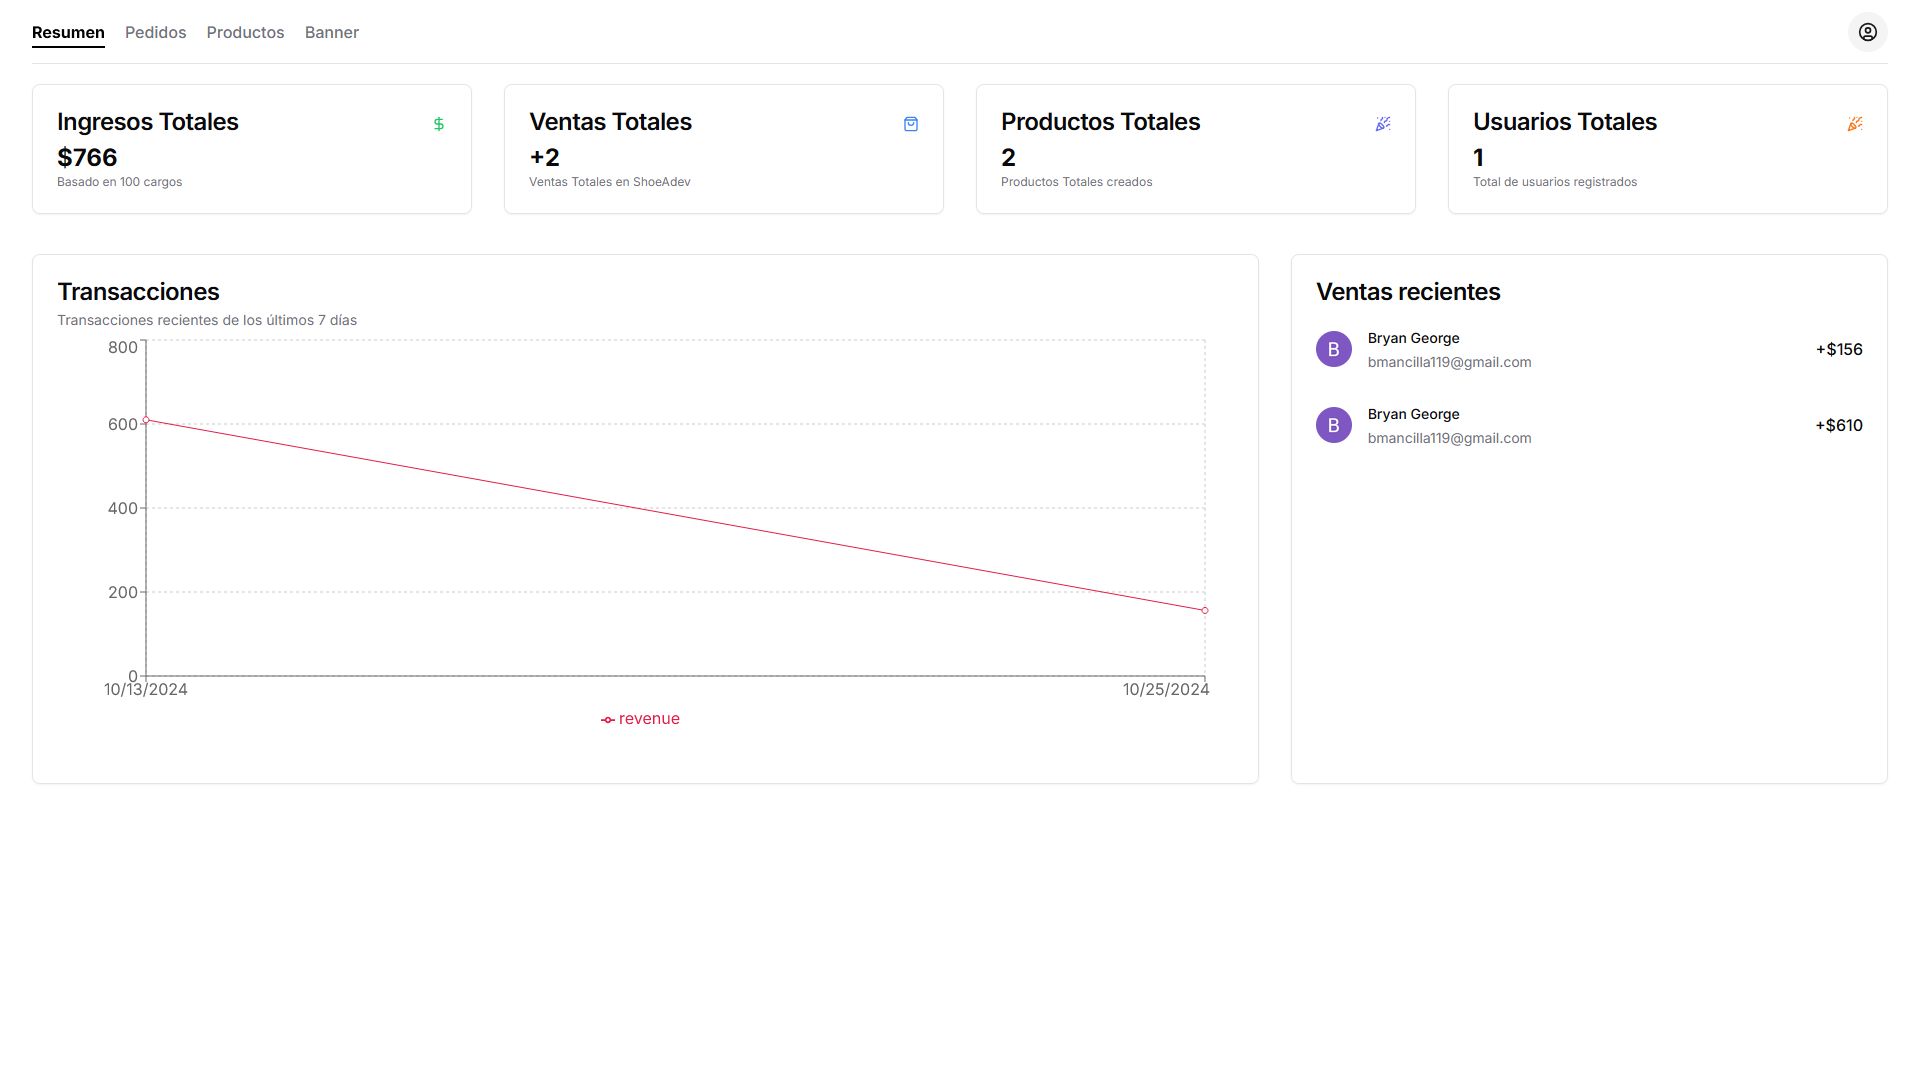 Resumen Pedidos Productos Banner
Ingresos Totales
$766
Basado en 100 cargos
Ventas Totales
+2
Ventas Totales en ShoeAdev
Productos Totales
2
Productos Totales creados
Usuarios Totales
1
Total de usuarios registrados
Transacciones
Transacciones recientes de los últimos 7 días
800
600
400
200
0
10/13/2024 10/25/2024
revenue
Ventas recientes
B
Bryan George
bmancilla119@gmail.com
+$156
B
Bryan George
bmancilla119@gmail.com
+$610